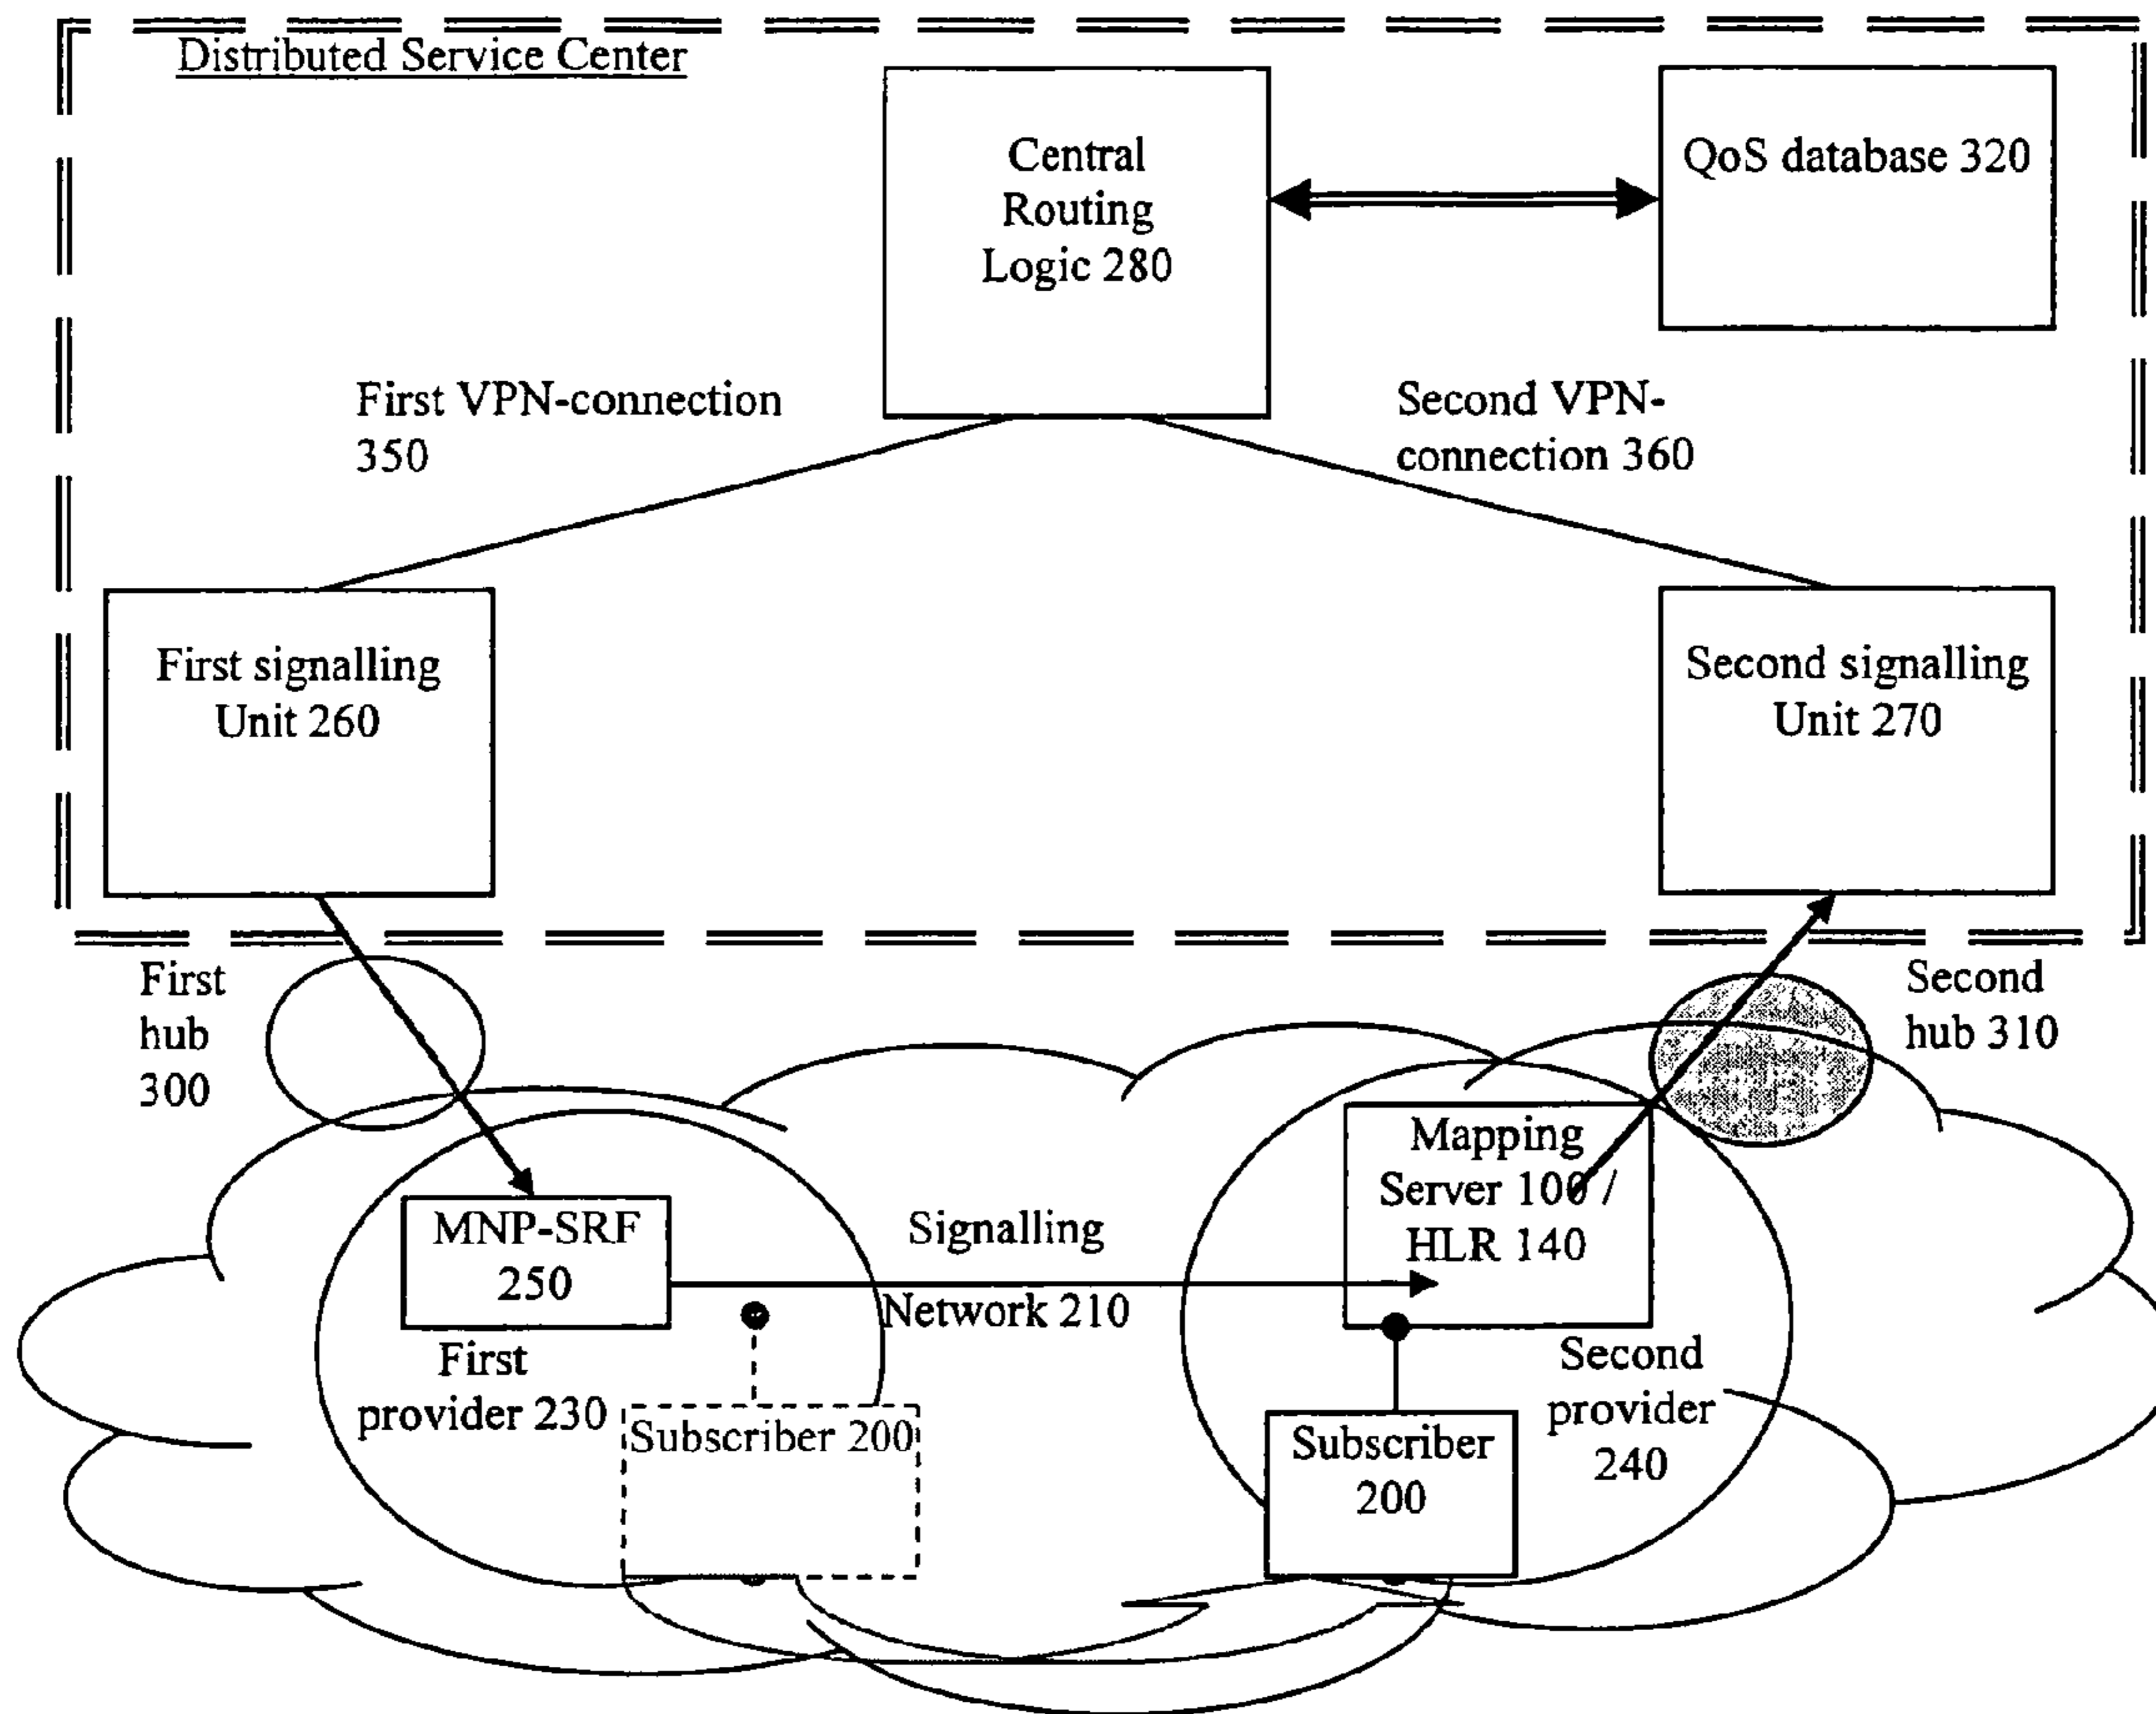 Distributed Service Center
Central
Routing
Logic 280
QoS database 320
First VPN-connection
350
Second VPN-
connection 360
First signalling
Unit 260
Second signalling
Unit 270
First
hub
300
Second
hub 310
Mapping
Server 100 /
HLR 140
MNP-SRF
250
Signalling
Network 210
First
provider 230
Second
provider
240
Subscriber 200
Subscriber
200